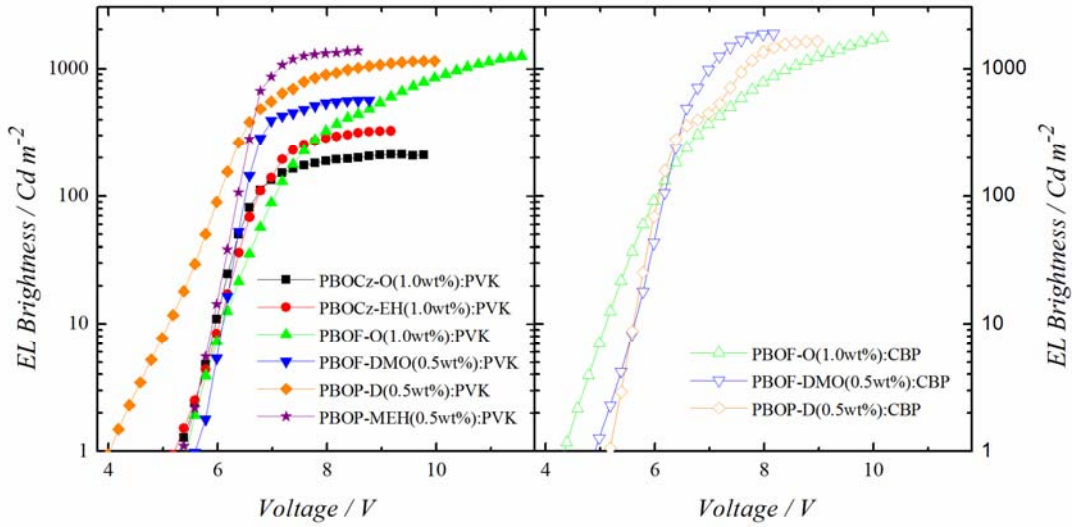 EL Brightness / Cd m-2
1000
100
10
1
PBOCz-O(1.0wt%):PVK
PBOCz-EH(1.0wt%):PVK
PBOF-O(1.0wt%):PVK
PBOF-DMO(0.5wt%):PVK
PBOP-D(0.5wt%):PVK
PBOP-MEH(0.5wt%):PVK
4 6 8 10
Voltage / V
PBOF-O(1.0wt%):CBP
PBOF-DMO(0.5wt%):CBP
PBOP-D(0.5wt%):CBP
4 6 8 10
Voltage / V
1000
100
10
1
EL Brightness / Cd m-2